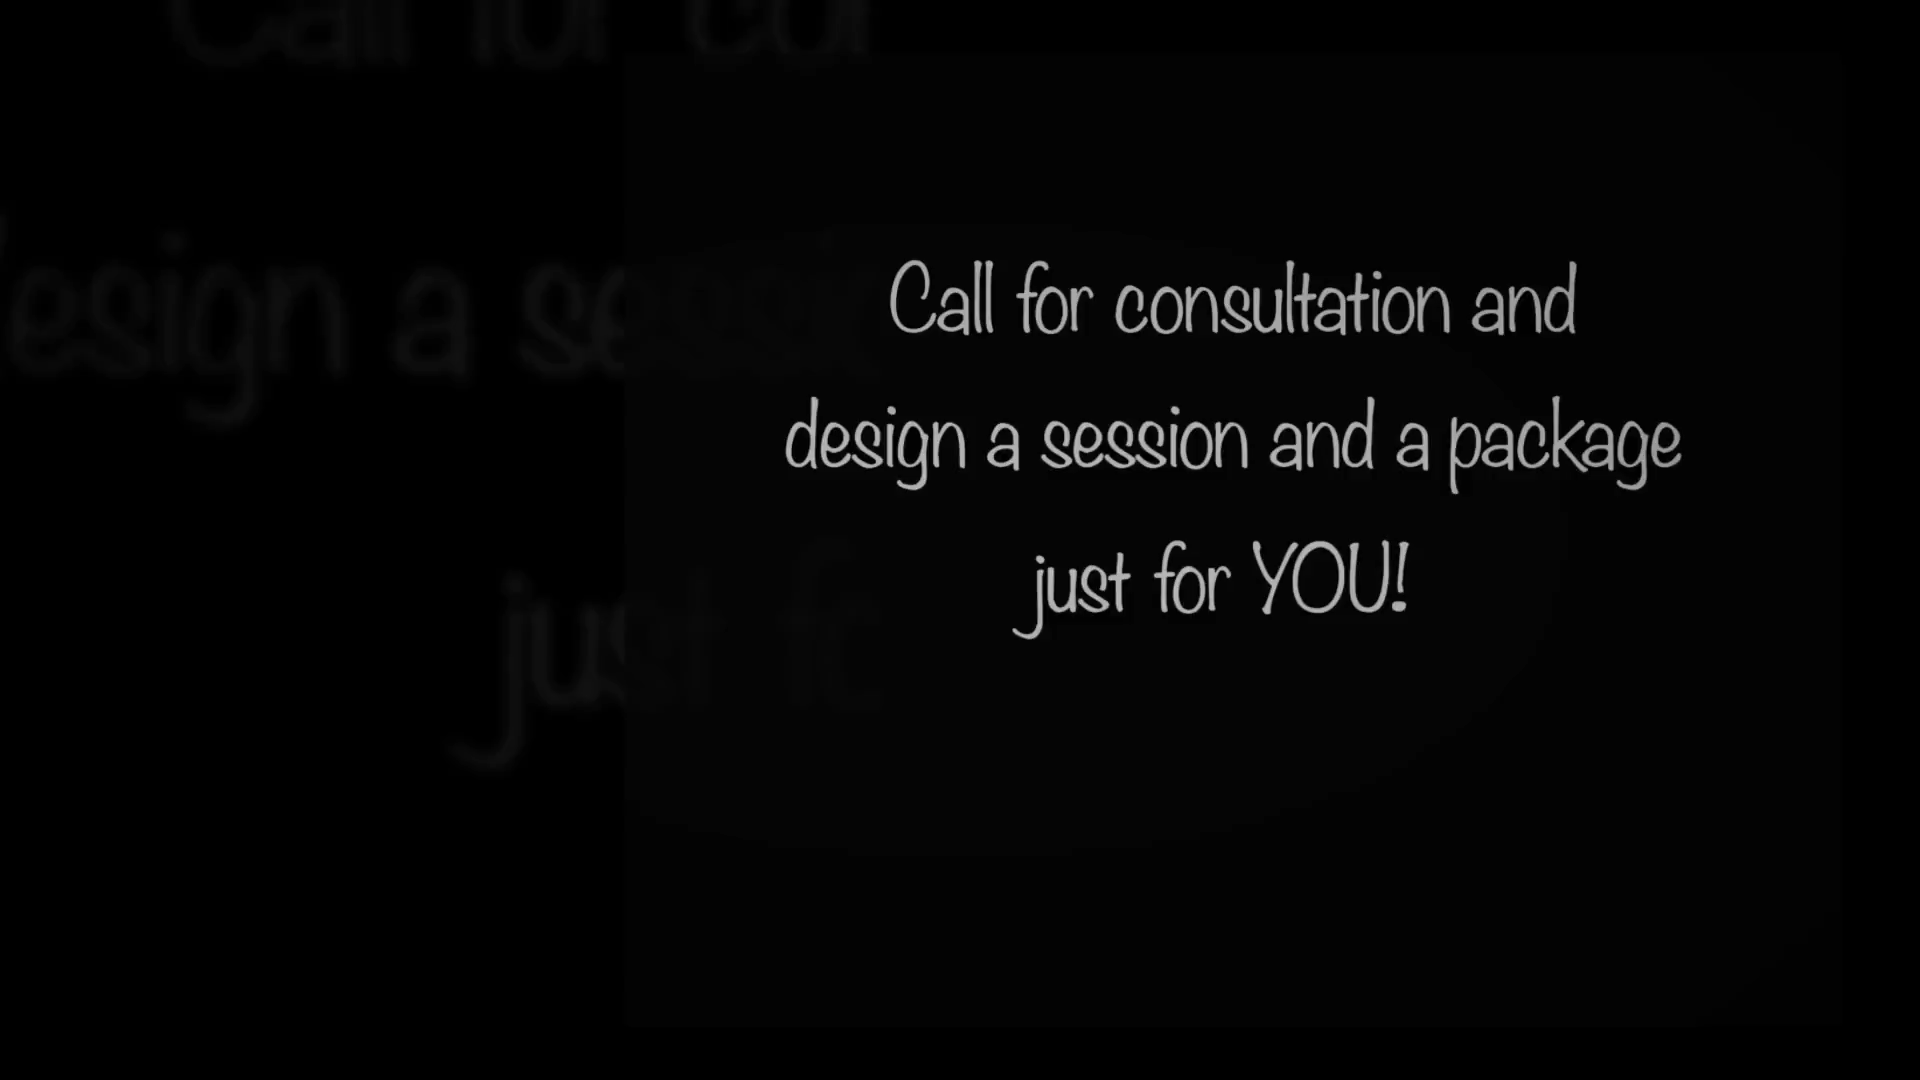 Call for consultation and
design a session and a package
just for YOU!